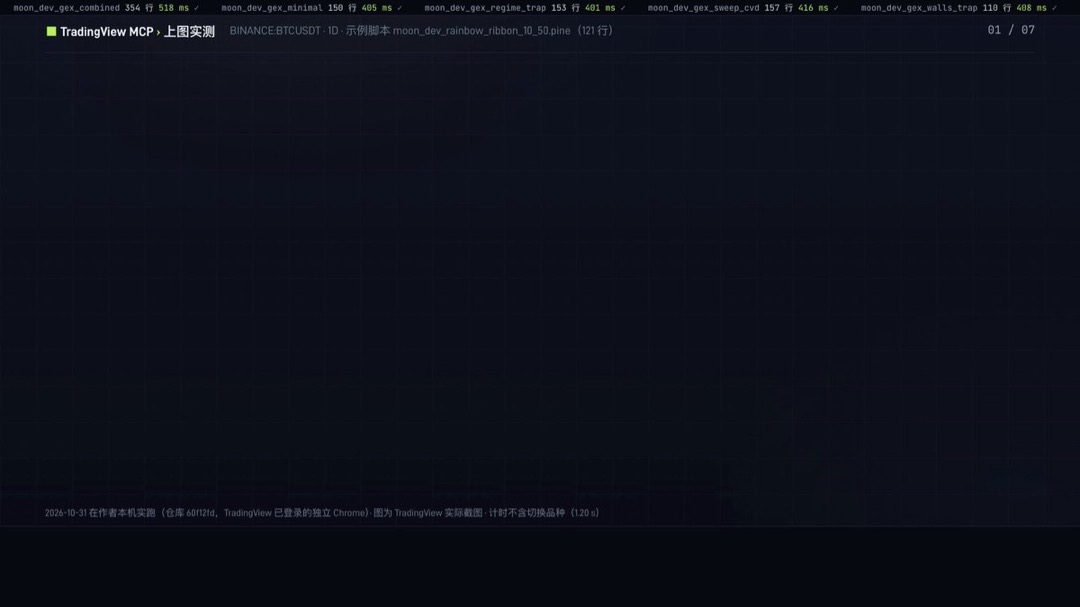 moon_dev_gex_combined 354 行 518 ms ✓ moon_dev_gex_minimal 150 行 405 ms ✓ moon_dev_gex_regime_trap 153 行 401 ms ✓ moon_dev_gex_sweep_cvd 157 行 416 ms ✓ moon_dev_gex_walls_trap 110 行 408 ms ✓
TradingView MCP › 上图实测 BINANCE:BTCUSDT · 1D · 示例脚本 moon_dev_rainbow_ribbon_10_50.pine（121 行） 01 / 07
2026-10-31 在作者本机实跑（仓库 60f12fd，TradingView 已登录的独立 Chrome）· 图为 TradingView 实际截图 · 计时不含切换品种（1.20 s）